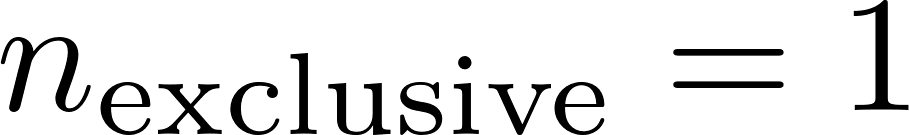 n_exclusive = 1